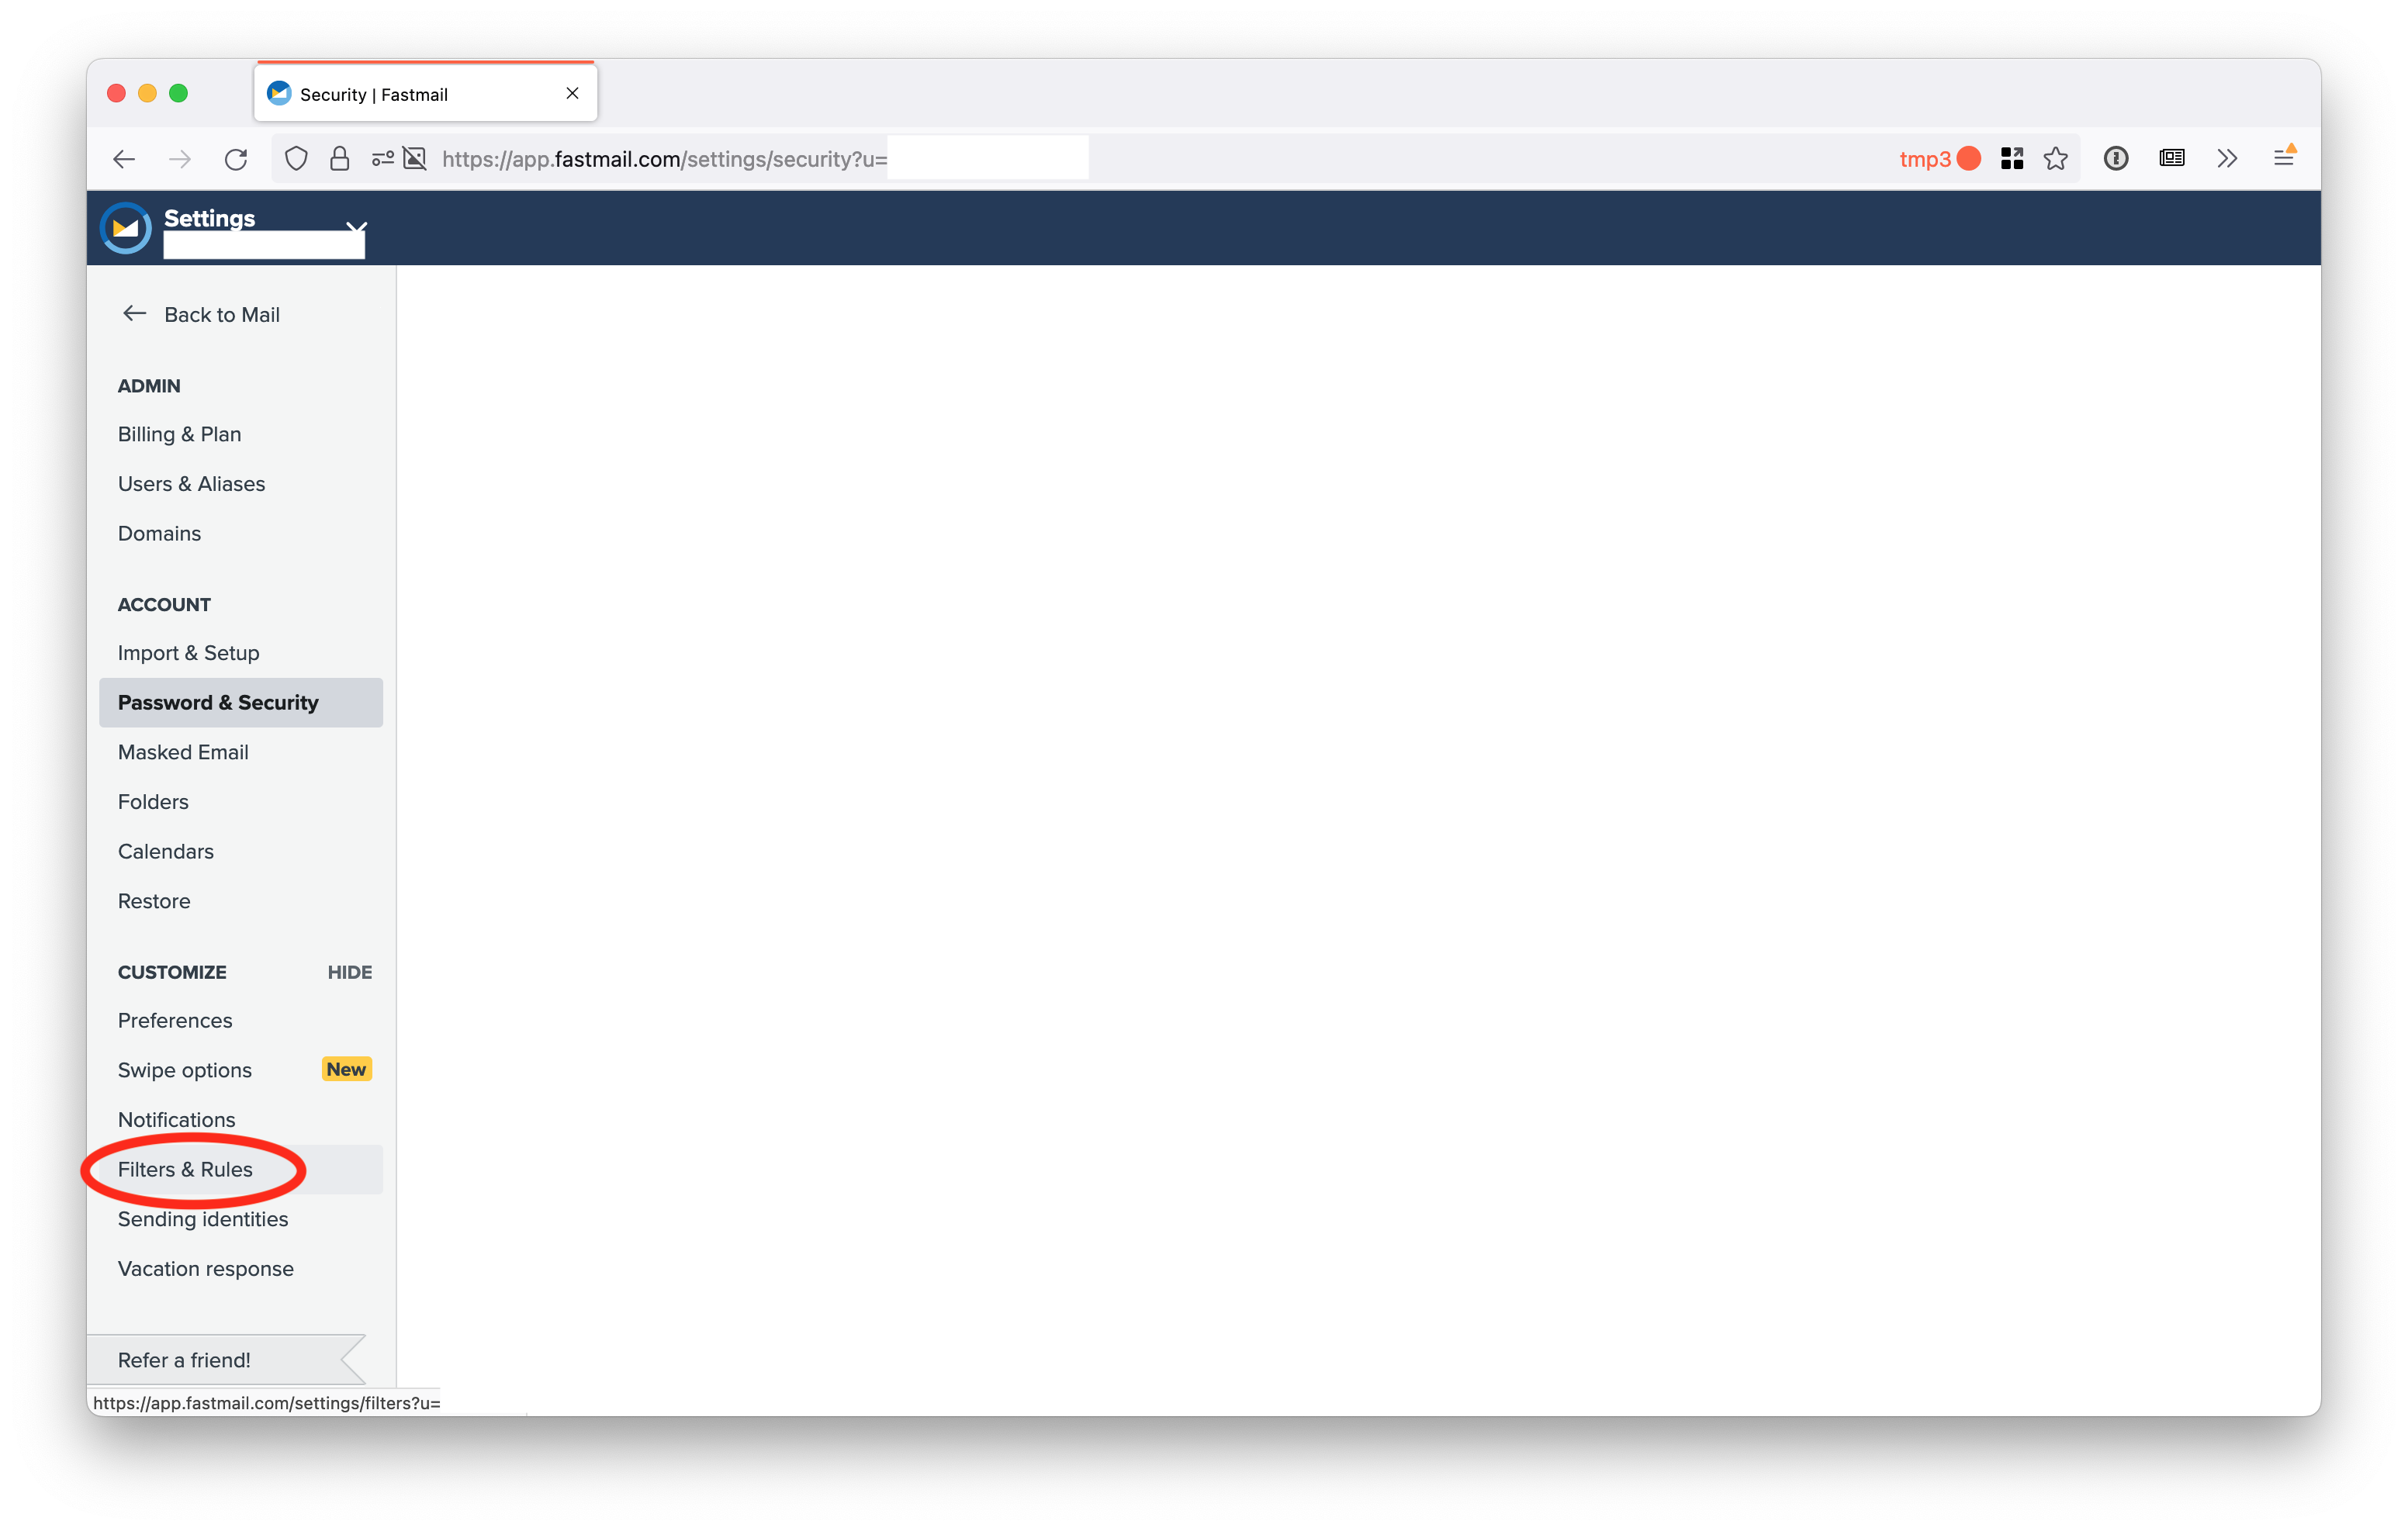 Security | Fastmail
https://app.fastmail.com/settings/security?u=
tmp3
Settings
Back to Mail
ADMIN
Billing & Plan
Users & Aliases
Domains
ACCOUNT
Import & Setup
Password & Security
Masked Email
Folders
Calendars
Restore
CUSTOMIZE HIDE
Preferences
Swipe options New
Notifications
Filters & Rules
Sending identities
Vacation response
Refer a friend!
https://app.fastmail.com/settings/filters?u=